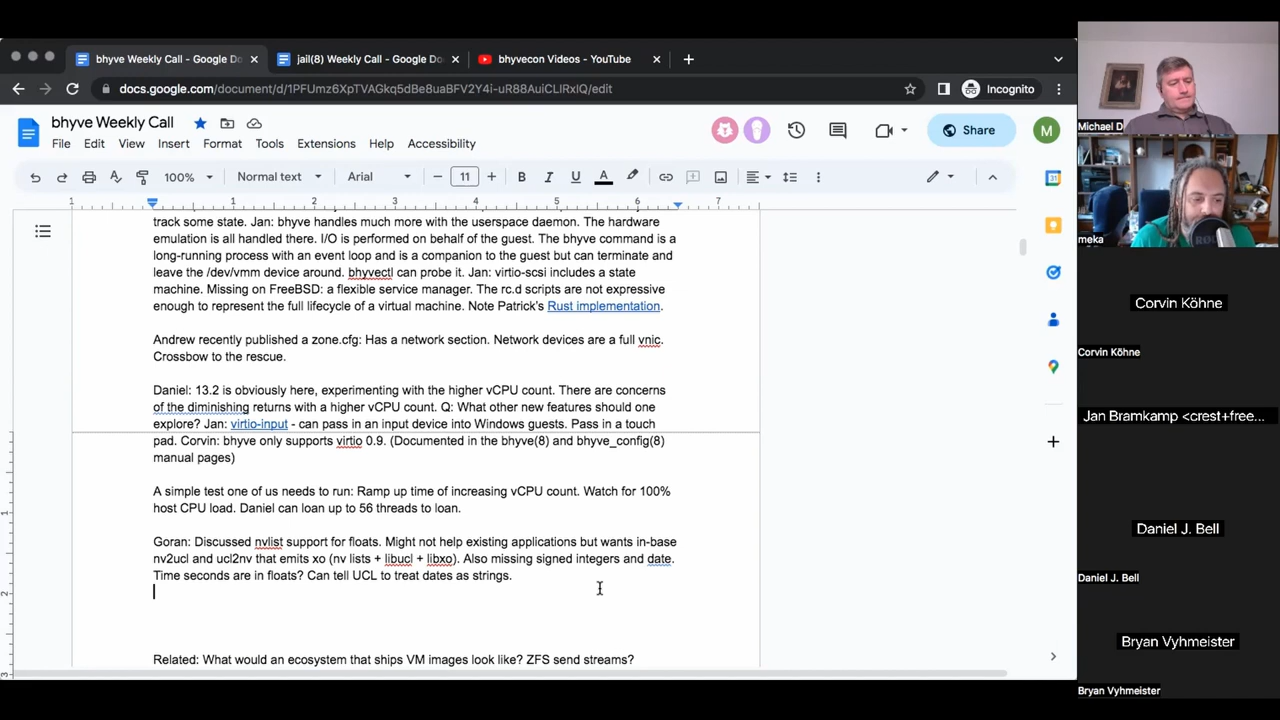 bhyve Weekly Call - Google Do
jail(8) Weekly Call - Google Do
bhyvecon Videos - YouTube
docs.google.com/document/d/1PFUmz6XpTVAGkq5dBe8uaBFV2Y4i-uR88AuiCLIRxIQ/edit
Incognito
bhyve Weekly Call
File Edit View Insert Format Tools Extensions Help Accessibility
Share
M
100% Normal text Arial 11 B I U A
1 1 2 3 4 5 6 7
track some state. Jan: bhyve handles much more with the userspace daemon. The hardware
emulation is all handled there. I/O is performed on behalf of the guest. The bhyve command is a
long-running process with an event loop and is a companion to the guest but can terminate and
leave the /dev/vmm device around. bhyvectl can probe it. Jan: virtio-scsi includes a state
machine. Missing on FreeBSD: a flexible service manager. The rc.d scripts are not expressive
enough to represent the full lifecycle of a virtual machine. Note Patrick's Rust implementation.
Andrew recently published a zone.cfg: Has a network section. Network devices are a full vnic.
Crossbow to the rescue.
Daniel: 13.2 is obviously here, experimenting with the higher vCPU count. There are concerns
of the diminishing returns with a higher vCPU count. Q: What other new features should one
explore? Jan: virtio-input - can pass in an input device into Windows guests. Pass in a touch
pad. Corvin: bhyve only supports virtio 0.9. (Documented in the bhyve(8) and bhyve_config(8)
manual pages)
A simple test one of us needs to run: Ramp up time of increasing vCPU count. Watch for 100%
host CPU load. Daniel can loan up to 56 threads to loan.
Goran: Discussed nvlist support for floats. Might not help existing applications but wants in-base
nv2ucl and ucl2nv that emits xo (nv lists + libucl + libxo). Also missing signed integers and date.
Time seconds are in floats? Can tell UCL to treat dates as strings.
Related: What would an ecosystem that ships VM images look like? ZFS send streams?
1
2
3
Michael D
meka
Corvin Köhne
Corvin Köhne
Jan Bramkamp <crest+free...
Daniel J. Bell
Daniel J. Bell
Bryan Vyhmeister
Bryan Vyhmeister